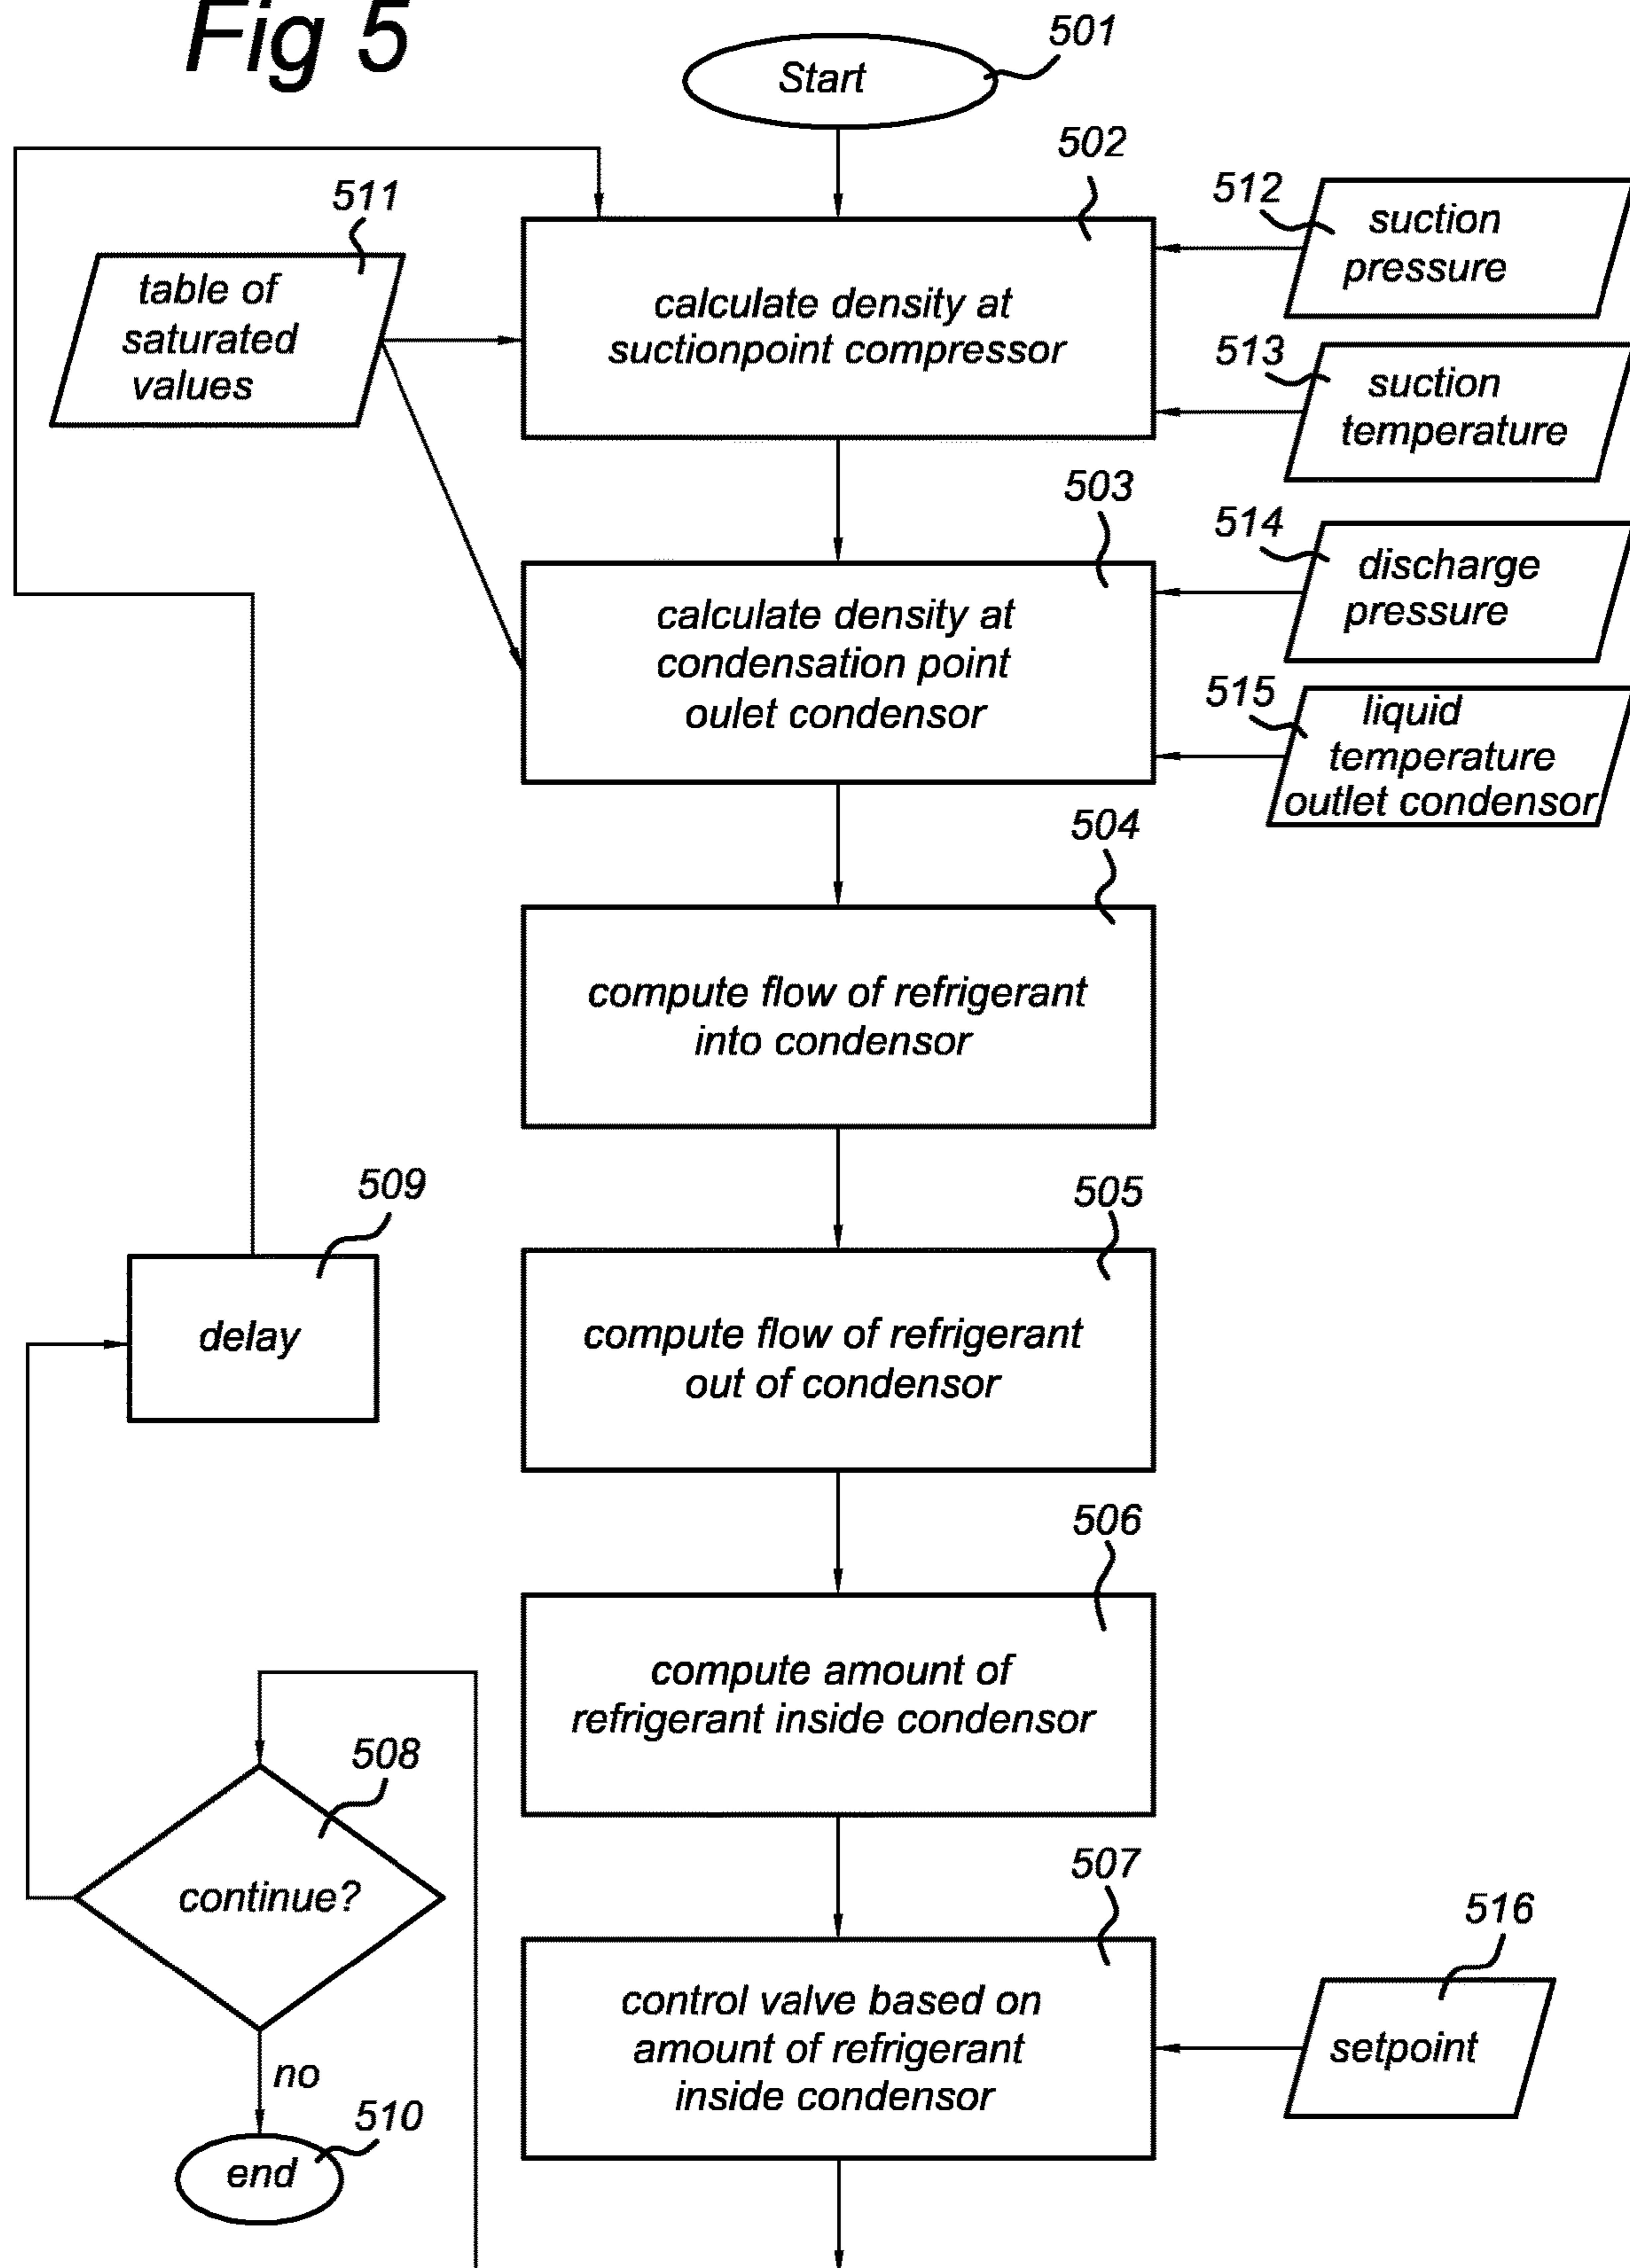 Fig 5
Start
501
502
511
table of
saturated
values
calculate density at
suctionpoint compressor
512
suction
pressure
513
suction
temperature
503
calculate density at
condensation point
oulet condensor
514
discharge
pressure
515
liquid
temperature
outlet condensor
504
compute flow of refrigerant
into condensor
505
compute flow of refrigerant
out of condensor
509
delay
506
compute amount of
refrigerant inside condensor
508
continue?
no
510
end
507
control valve based on
amount of refrigerant
inside condensor
516
setpoint